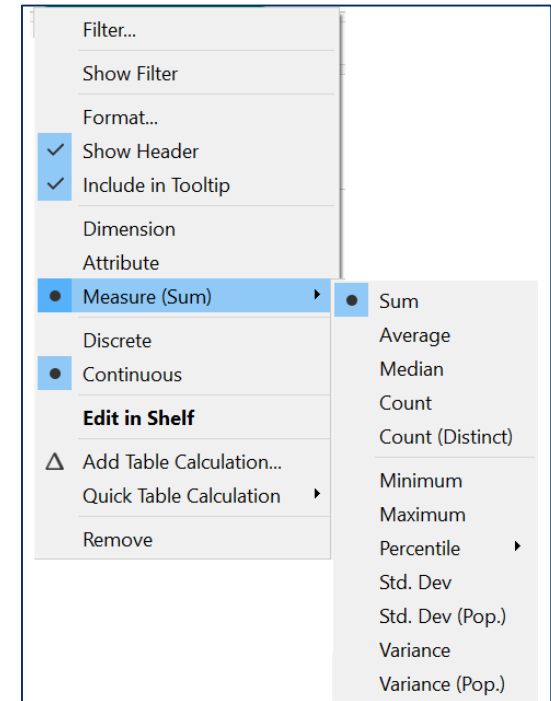 Filter...
Show Filter
Format...
Show Header
Include in Tooltip
Dimension
Attribute
Measure (Sum)
Discrete
Continuous
Edit in Shelf
Add Table Calculation...
Quick Table Calculation
Remove
Sum
Average
Median
Count
Count (Distinct)
Minimum
Maximum
Percentile
Std. Dev
Std. Dev (Pop.)
Variance
Variance (Pop.)